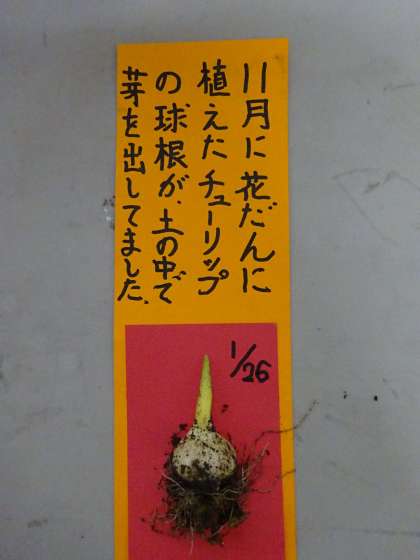 11月に花だんに
植えたチューリップ
の球根が、土の中で
芽を出してました。
1/26